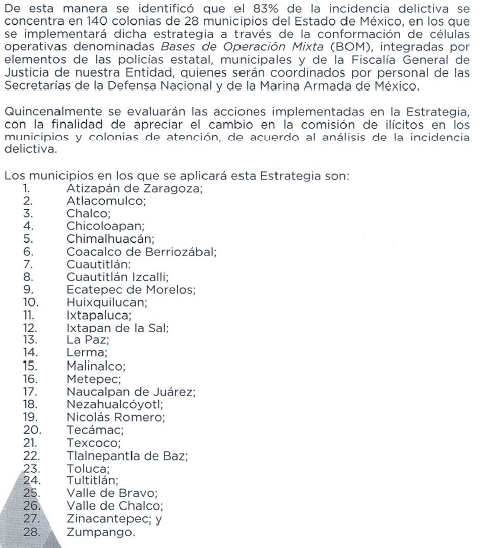 De esta manera se identificó que el 83% de la incidencia delictiva se
concentra en 140 colonias de 28 municipios del Estado de México, en los que
se implementará dicha estrategia a través de la conformación de células
operativas denominadas Bases de Operación Mixta (BOM), integradas por
elementos de las policías estatal, municipales y de la Fiscalía General de
Justicia de nuestra Entidad, quienes serán coordinados por personal de las
Secretarías de la Defensa Nacional y de la Marina Armada de México.
Quincenalmente se evaluarán las acciones implementadas en la Estrategia,
con la finalidad de apreciar el cambio en la comisión de ilícitos en los
municipios y colonias de atención, de acuerdo al análisis de la incidencia
delictiva.
Los municipios en los que se aplicará esta Estrategia son:
1. Atizapán de Zaragoza;
2. Atlacomulco;
3. Chalco;
4. Chicoloapan;
5. Chimalhuacán;
6. Coacalco de Berriozábal;
7. Cuautitlán:
8. Cuautitlán Izcalli;
9. Ecatepec de Morelos;
10. Huixquilucan;
11. Ixtapaluca;
12. Ixtapan de la Sal:
13. La Paz;
14. Lerma;
15. Malinalco;
16. Metepec;
17. Naucalpan de Juárez;
18. Nezahualcóyotl;
19. Nicolás Romero;
20. Tecámac;
21. Texcoco;
22. Tlalnepantla de Baz;
23. Toluca;
24. Tultitlán;
25. Valle de Bravo;
26. Valle de Chalco;
27. Zinacantepec; y
28. Zumpango.